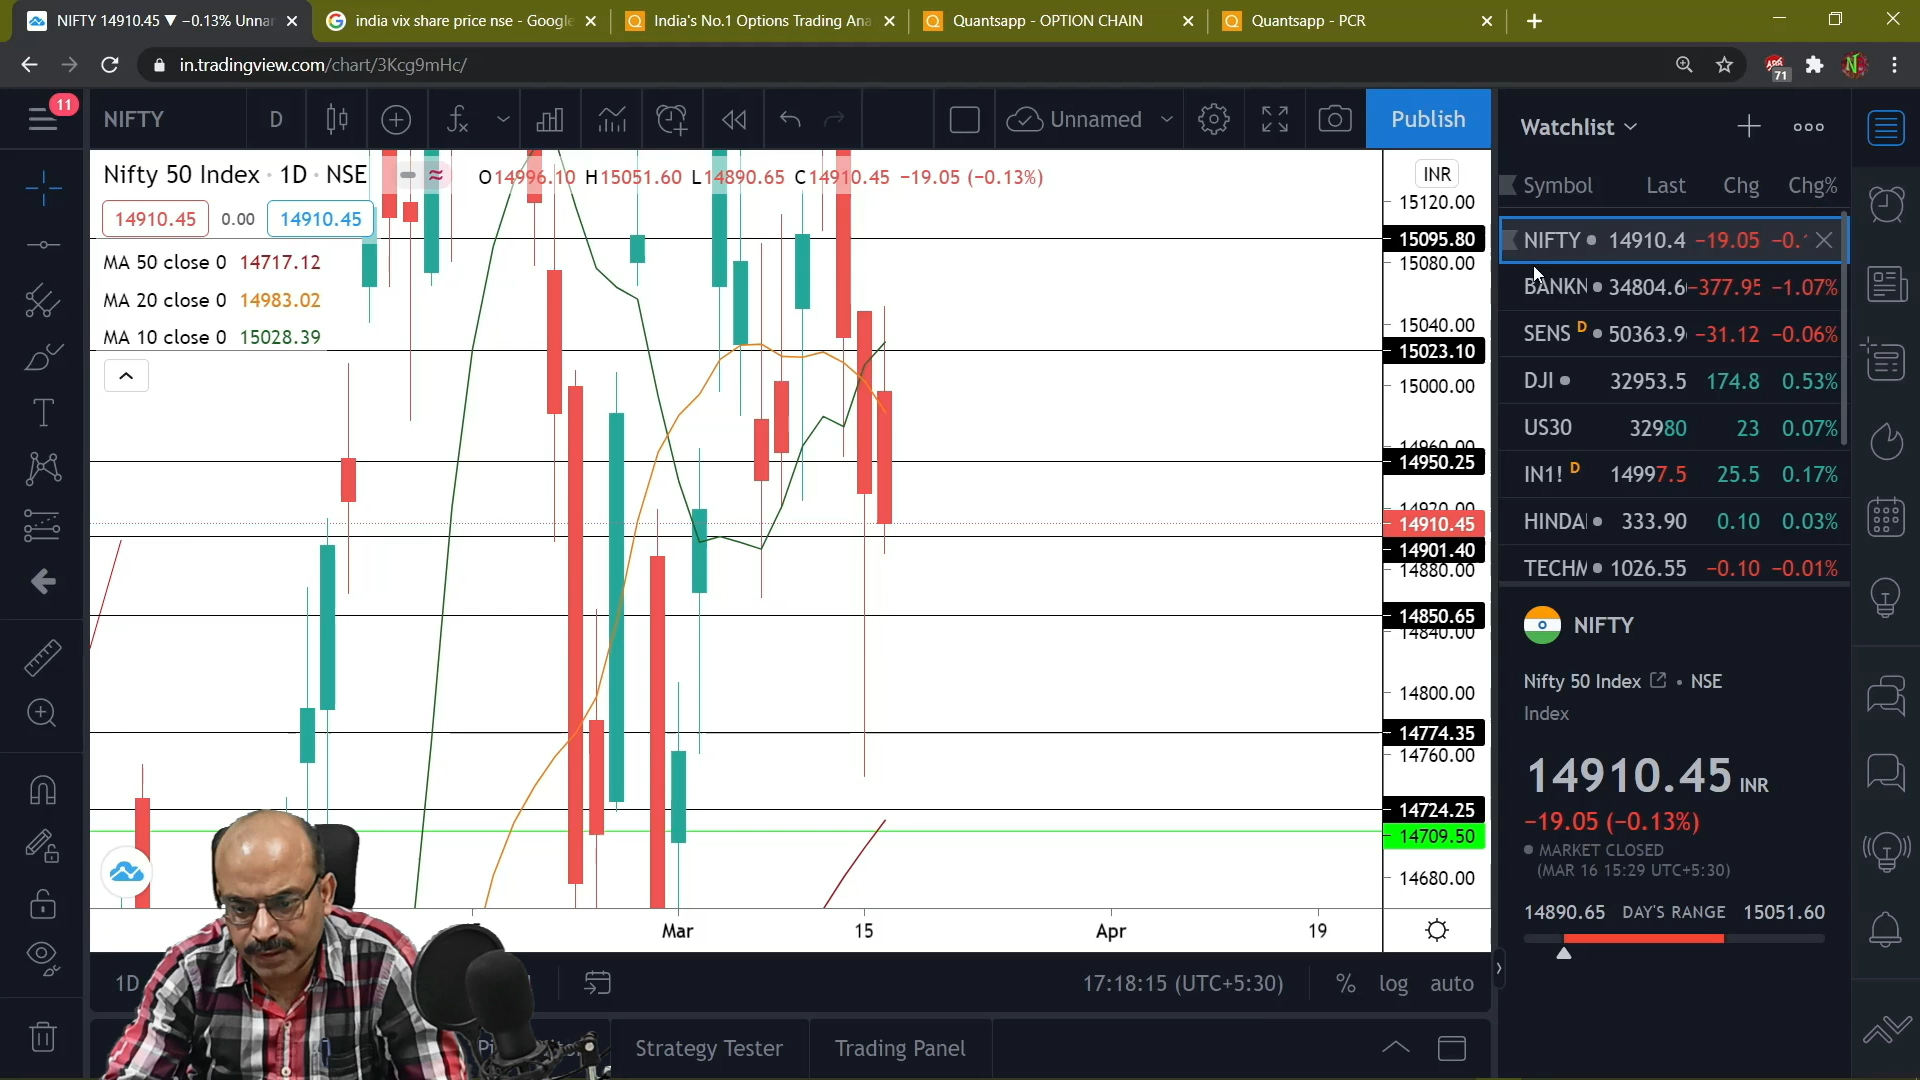 NIFTY 14910.45 ▼ −0.13% Unnar
india vix share price nse - Google
India's No.1 Options Trading Ana
Quantsapp - OPTION CHAIN
Quantsapp - PCR
in.tradingview.com/chart/3Kcg9mHc/
71
11
NIFTY
D
Unnamed
Publish
Watchlist
Nifty 50 Index · 1D · NSE
O14996.10 H15051.60 L14890.65 C14910.45 −19.05 (−0.13%)
14910.45 0.00 14910.45
MA 50 close 0 14717.12
MA 20 close 0 14983.02
MA 10 close 0 15028.39
INR
15120.00
15095.80
15080.00
15040.00
15023.10
15000.00
14960.00
14950.25
14920.00
14910.45
14901.40
14880.00
14850.65
14840.00
14800.00
14774.35
14760.00
14724.25
14709.50
14680.00
Mar 15 Apr 19
1D
17:18:15 (UTC+5:30)
% log auto
Strategy Tester
Trading Panel
Symbol Last Chg Chg%
NIFTY 14910.4 −19.05 −0.
BANKN 34804.6 −377.95 −1.07%
SENS D 50363.9 −31.12 −0.06%
DJI 32953.5 174.8 0.53%
US30 32980 23 0.07%
IN1! D 14997.5 25.5 0.17%
HINDA 333.90 0.10 0.03%
TECHM 1026.55 −0.10 −0.01%
NIFTY
Nifty 50 Index • NSE
Index
14910.45 INR
−19.05 (−0.13%)
MARKET CLOSED
(MAR 16 15:29 UTC+5:30)
14890.65 DAY'S RANGE 15051.60